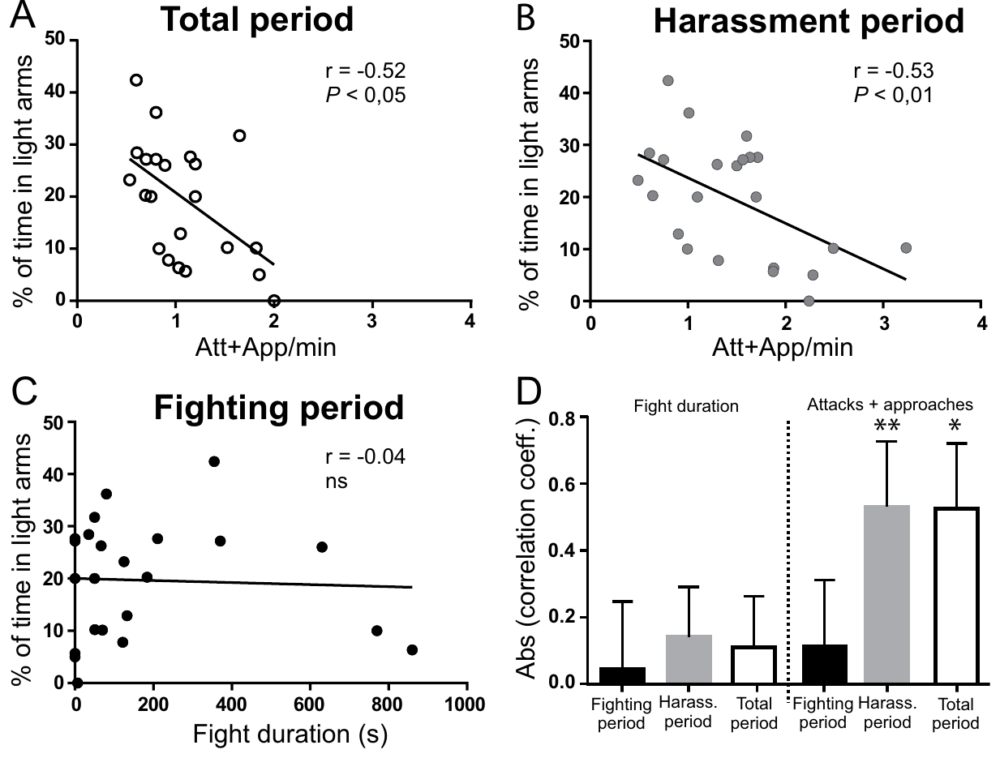 A
Total period
50
40
30
20
10
0
% of time in light arms
r = -0.52
P < 0,05
0 1 2 3 4
Att+App/min
B
Harassment period
50
40
30
20
10
0
% of time in light arms
r = -0.53
P < 0,01
0 1 2 3 4
Att+App/min
C
Fighting period
50
40
30
20
10
0
% of time in light arms
r = -0.04
ns
0 200 400 600 800 1000
Fight duration (s)
D
Fight duration
Attacks + approaches
** *
0.8
0.6
0.4
0.2
0.0
Abs (correlation coeff.)
Fighting period
Harass. period
Total period
Fighting period
Harass. period
Total period